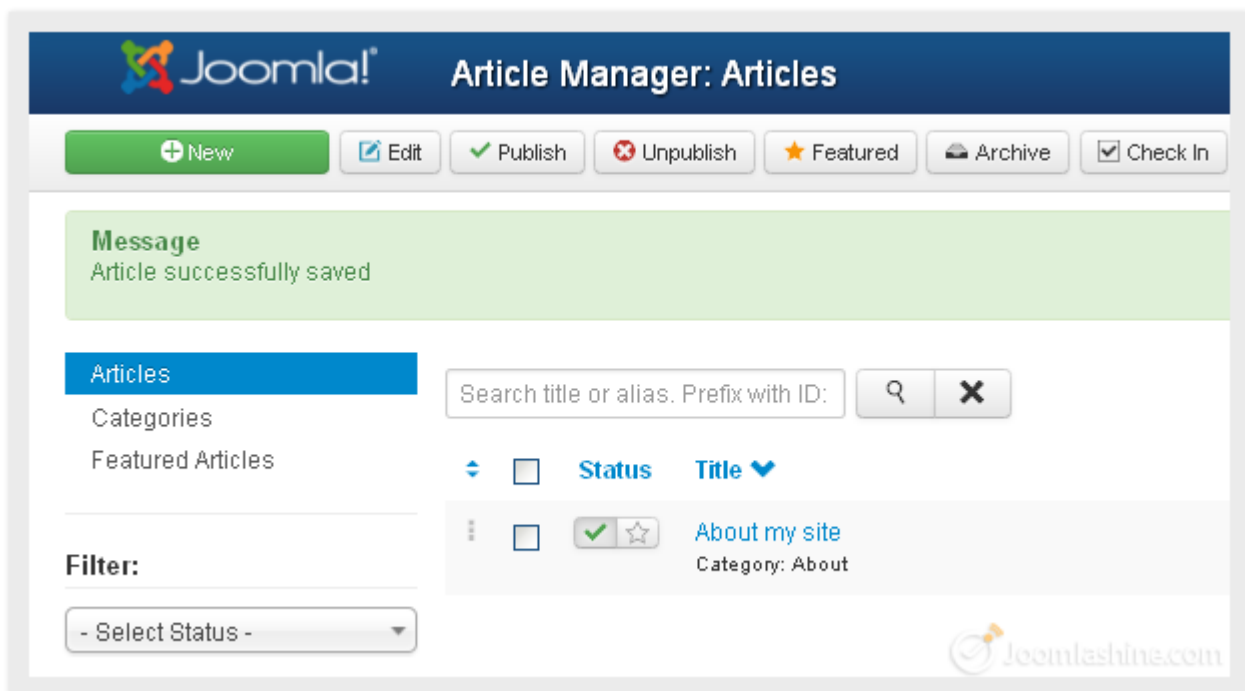 Joomla!® Article Manager: Articles
New Edit Publish Unpublish Featured Archive Check In
Message
Article successfully saved
Articles
Categories
Featured Articles
Filter:
- Select Status -
Search title or alias. Prefix with ID:
Status Title
About my site
Category: About
Joomlashine.com